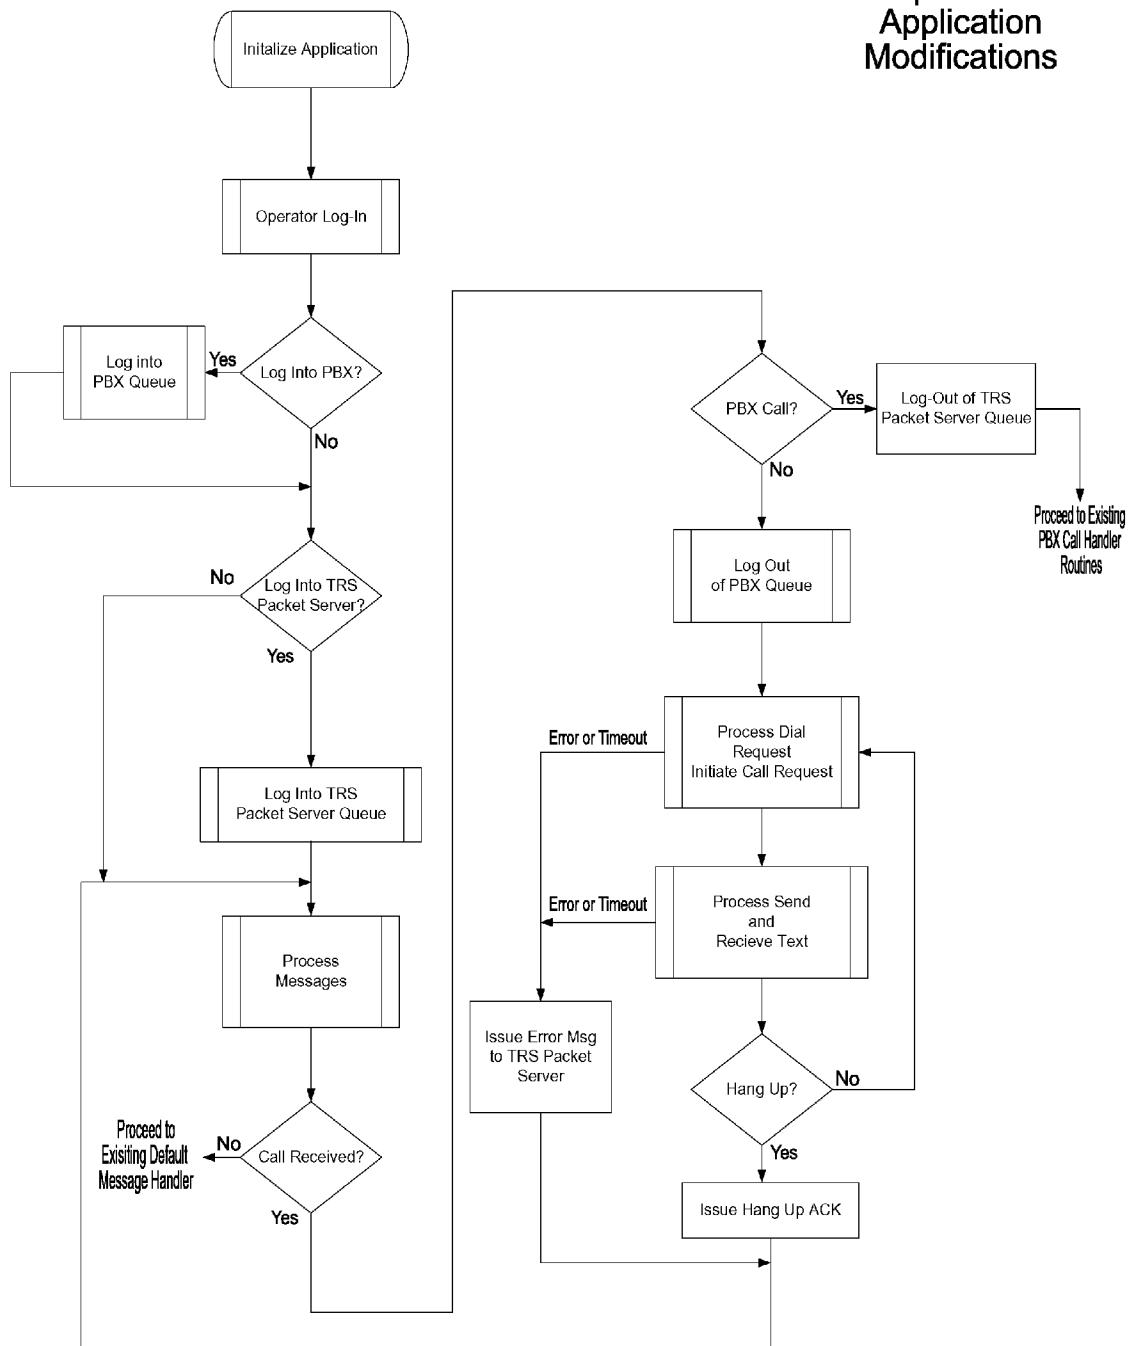 Application
Modifications
Initalize Application
Operator Log-In
Log into
PBX Queue
Yes
Log Into PBX?
No
No
Log Into TRS
Packet Server?
Yes
Log Into TRS
Packet Server Queue
Process
Messages
Proceed to
Exisiting Default
Message Handler
No
Call Received?
Yes
PBX Call?
Yes
Log-Out of TRS
Packet Server Queue
No
Proceed to Existing
PBX Call Handler
Routines
Log Out
of PBX Queue
Error or Timeout
Process Dial
Request
Initiate Call Request
Error or Timeout
Process Send
and
Recieve Text
Issue Error Msg
to TRS Packet
Server
Hang Up?
No
Yes
Issue Hang Up ACK